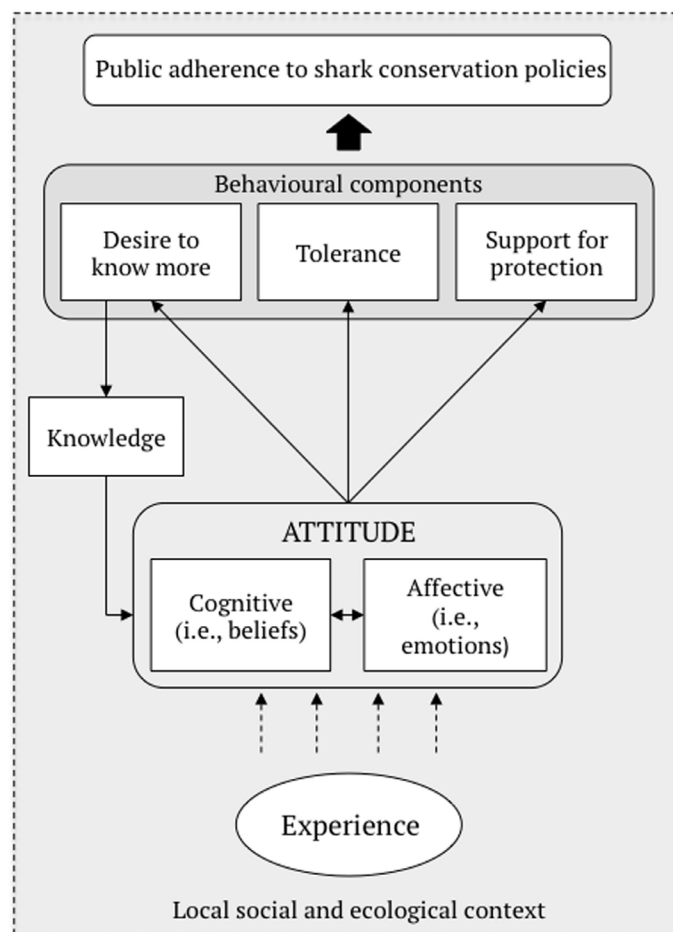 Public adherence to shark conservation policies
Behavioural components
Desire to
know more
Tolerance
Support for
protection
Knowledge
ATTITUDE
Cognitive
(i.e., beliefs)
Affective
(i.e.,
emotions)
Experience
Local social and ecological context